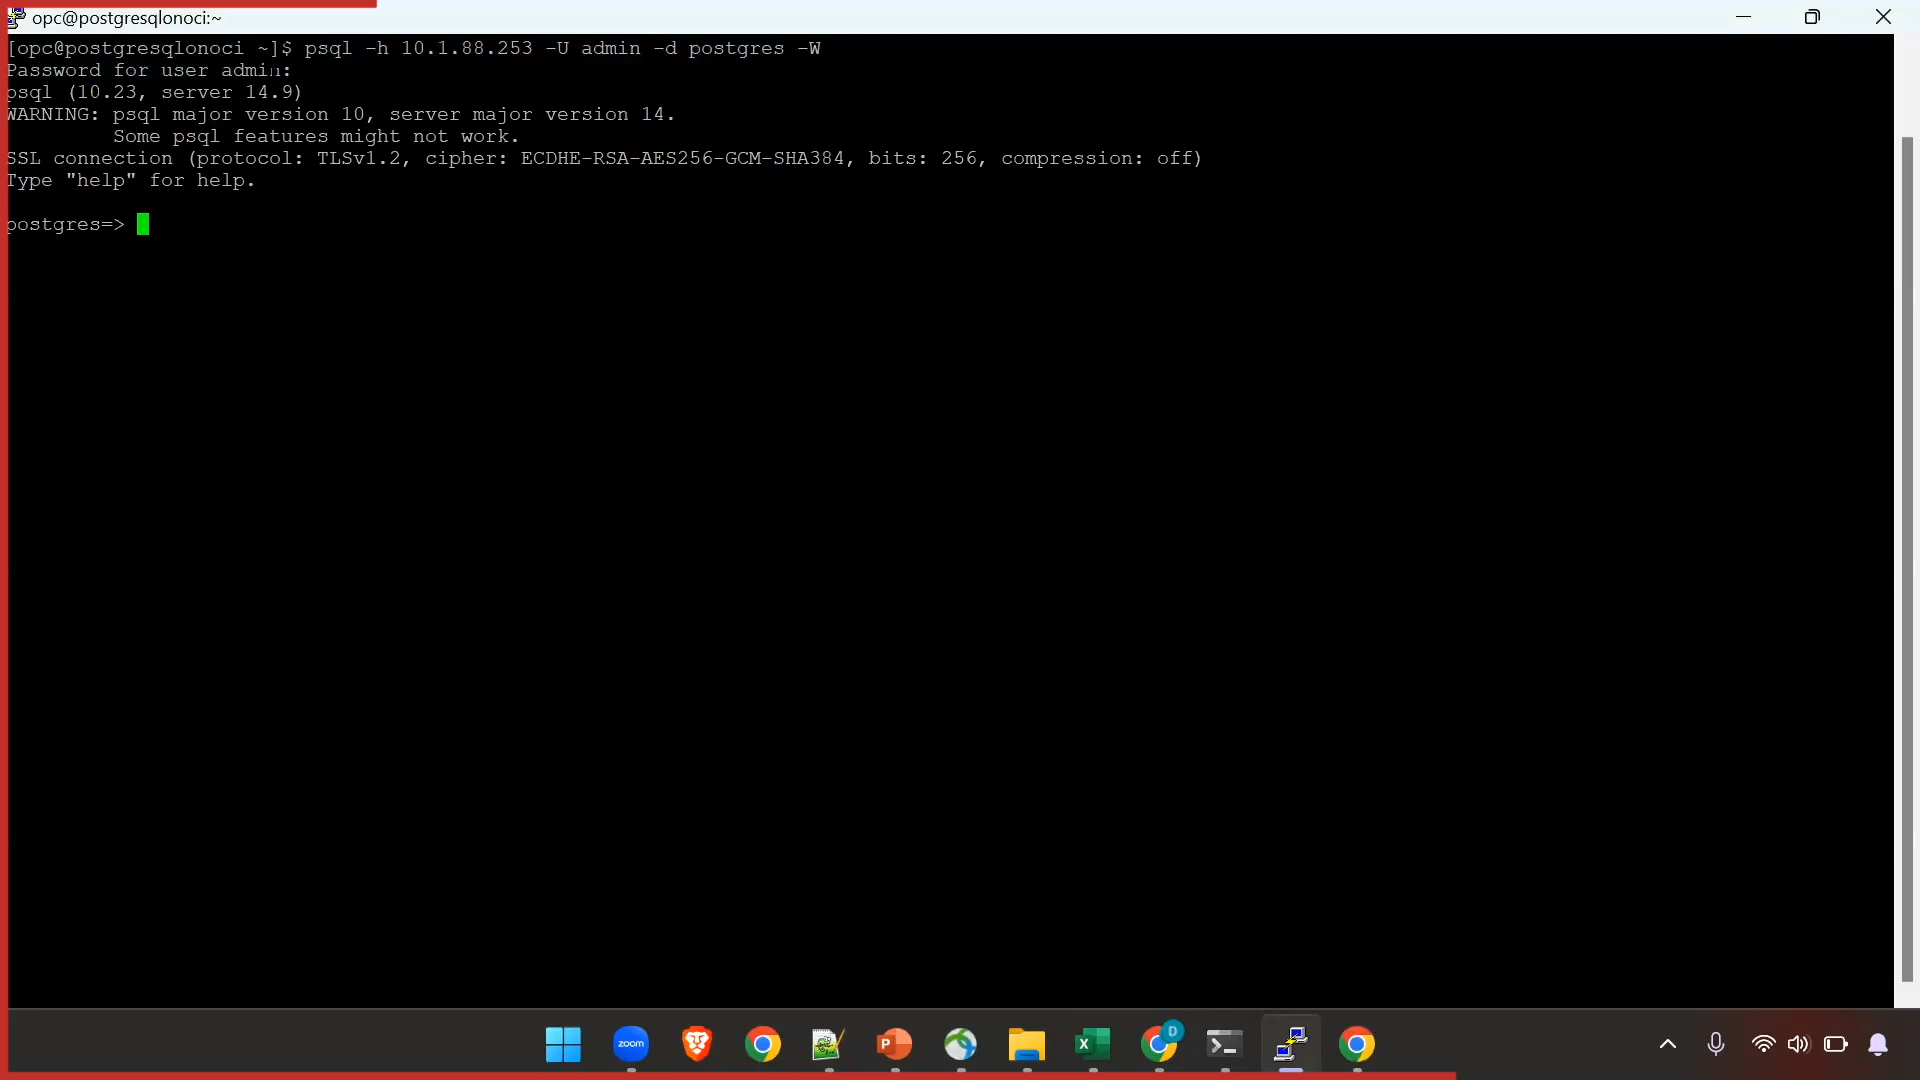 opc@postgresqlonoci:~
[opc@postgresqlonoci ~]$ psql -h 10.1.88.253 -U admin -d postgres -W
Password for user admin:
psql (10.23, server 14.9)
WARNING: psql major version 10, server major version 14.
Some psql features might not work.
SSL connection (protocol: TLSv1.2, cipher: ECDHE-RSA-AES256-GCM-SHA384, bits: 256, compression: off)
Type "help" for help.
postgres=>
zoom
P
X
D